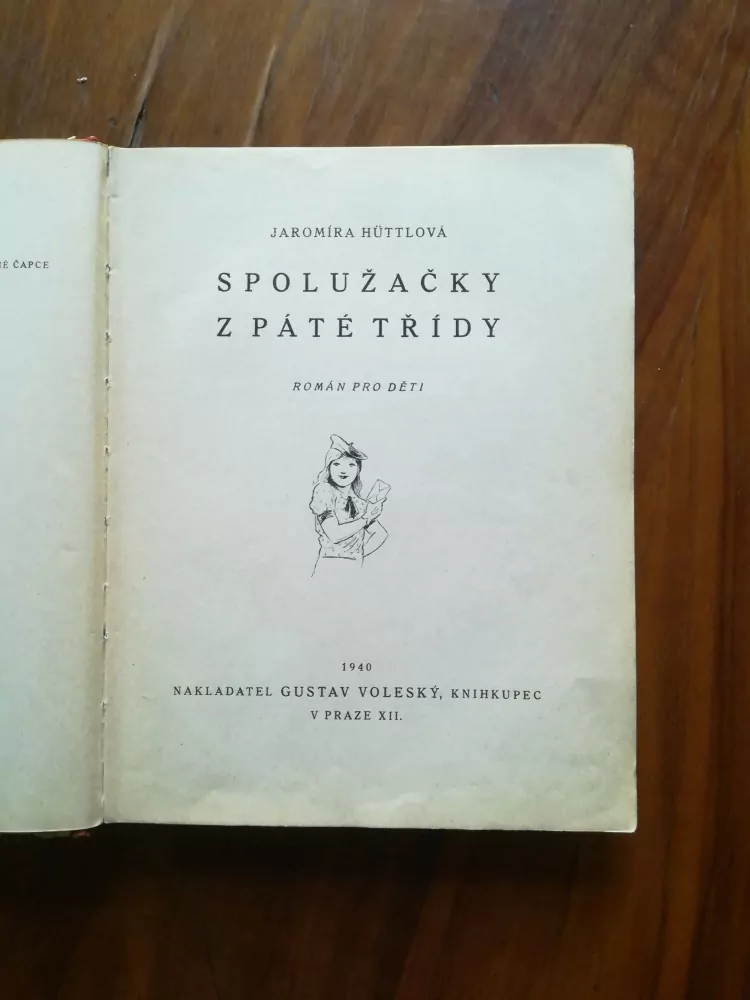 ČAPCE
JAROMÍRA HÜTTLOVÁ
SPOLUŽAČKY
Z PÁTÉ TŘÍDY
ROMÁN PRO DĚTI
1940
NAKLADATEL GUSTAV VOLESKÝ, KNIHKUPEC
V PRAZE XII.